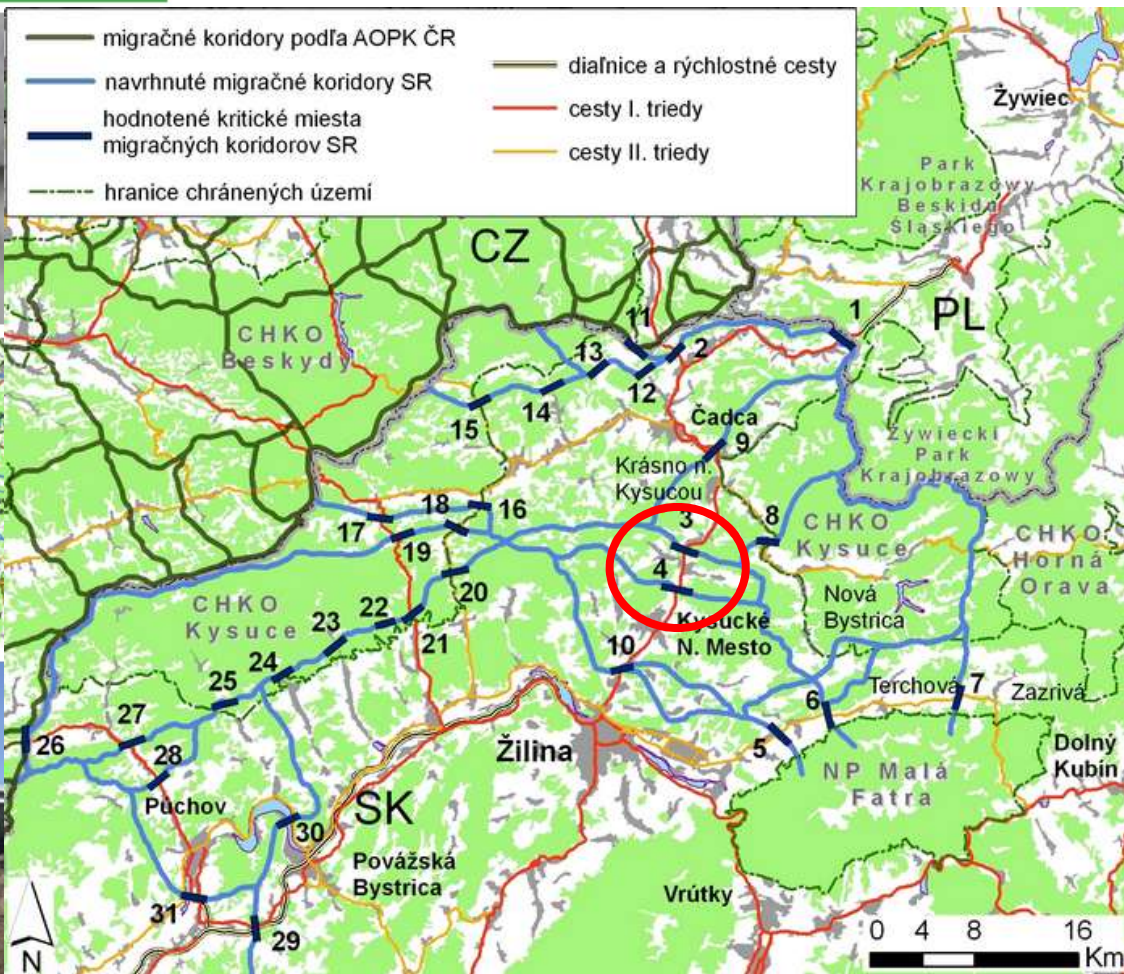 migračné koridory podľa AOPK ČR
navrhnuté migračné koridory SR
hodnotené kritické miesta
migračných koridorov SR
hranice chránených území
diaľnice a rýchlostné cesty
cesty I. triedy
cesty II. triedy
Żywiec
Park
Krajobrazowy
Beskidu
Śląskiego
CZ
PL
CHKO
Beskydy
11
1
13
2
12
14
15
Čadca
9
Żywiecki
Park
Krajobrazowy
Krásno n.
Kysucou
18
16
17
19
3
8
CHKO
Kysuce
CHKO
Horná
Orava
4
20
CHKO
Kysuce
Nová
Bystrica
23
22
21
Kysucké
N. Mesto
24
10
25
Terchová
7
Zazrivá
6
27
26
28
5
Žilina
Dolný
Kubín
NP Malá
Fatra
Púchov
SK
30
Považská
Bystrica
Vrútky
31
29
N
0 4 8 16
Km